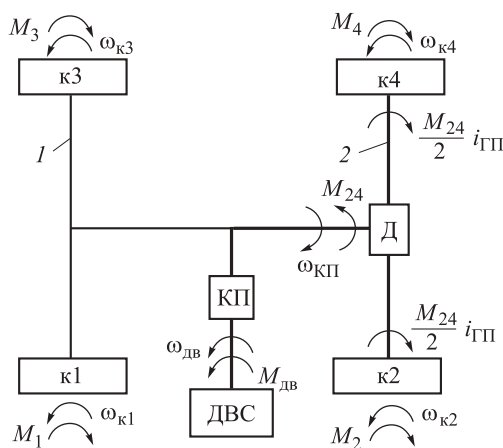 M₃
ωк3
к3
M₄
ωк4
к4
1
2
M₂₄/2 iГП
M₂₄
Д
ωКП
КП
M₂₄/2 iГП
ωдв
Mдв
к1
ДВС
к2
M₁
ωк1
M₂
ωк2